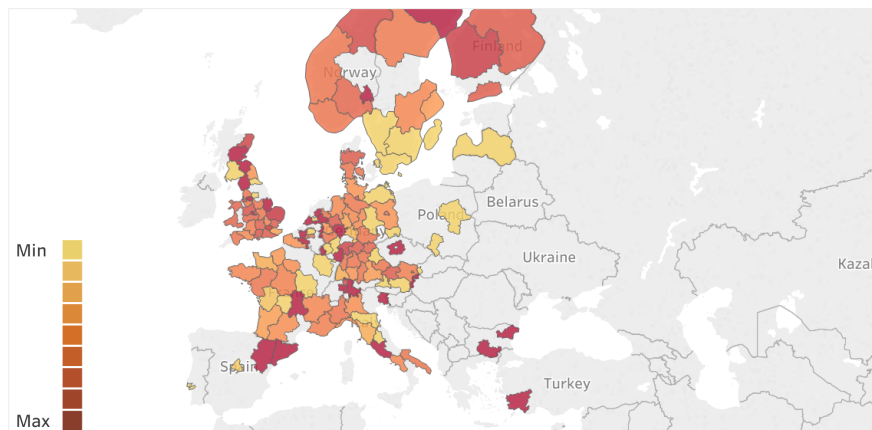 Finland
Norway
Belarus
Poland
Min
Ukraine
Kazal
Spain
Turkey
Max